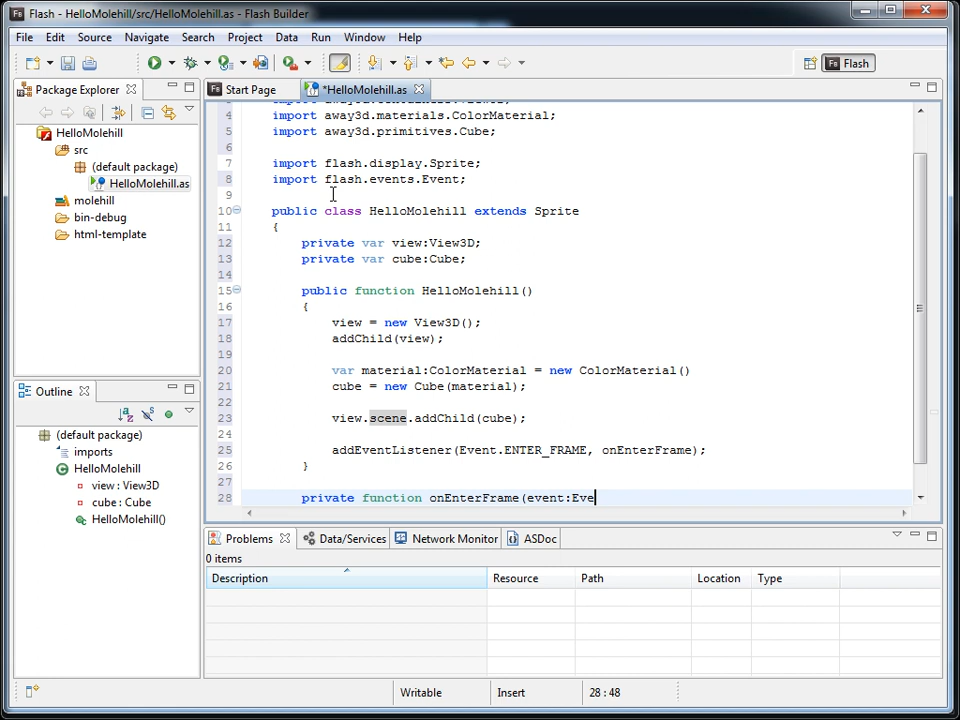 Fb Flash - HelloMolehill/src/HelloMolehill.as - Flash Builder
File Edit Source Navigate Search Project Data Run Window Help
Fb Flash
Package Explorer
HelloMolehill
src
(default package)
HelloMolehill.as
molehill
bin-debug
html-template
Outline
(default package)
imports
HelloMolehill
view : View3D
cube : Cube
HelloMolehill()
Fb Start Page *HelloMolehill.as
4 import away3d.materials.ColorMaterial;
5 import away3d.primitives.Cube;
6
7 import flash.display.Sprite;
8 import flash.events.Event;
9
10 public class HelloMolehill extends Sprite
11 {
12 private var view:View3D;
13 private var cube:Cube;
14
15 public function HelloMolehill()
16 {
17 view = new View3D();
18 addChild(view);
19
20 var material:ColorMaterial = new ColorMaterial()
21 cube = new Cube(material);
22
23 view.scene.addChild(cube);
24
25 addEventListener(Event.ENTER_FRAME, onEnterFrame);
26 }
27
28 private function onEnterFrame(event:Eve
Problems Data/Services Network Monitor ASDoc
0 items
Description Resource Path Location Type
Writable Insert 28 : 48